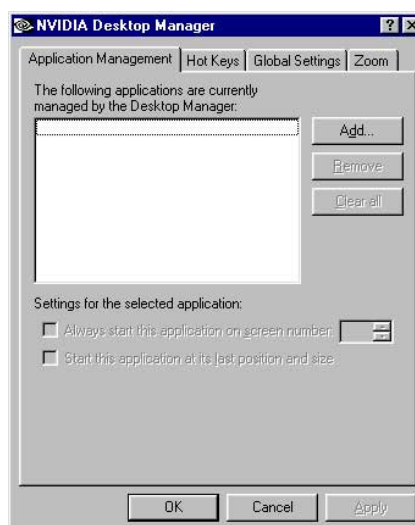 NVIDIA Desktop Manager
Application Management Hot Keys Global Settings Zoom
The following applications are currently
managed by the Desktop Manager:
Add...
Remove
Clear all
Settings for the selected application:
Always start this application on screen number:
Start this application at its last position and size
OK Cancel Apply